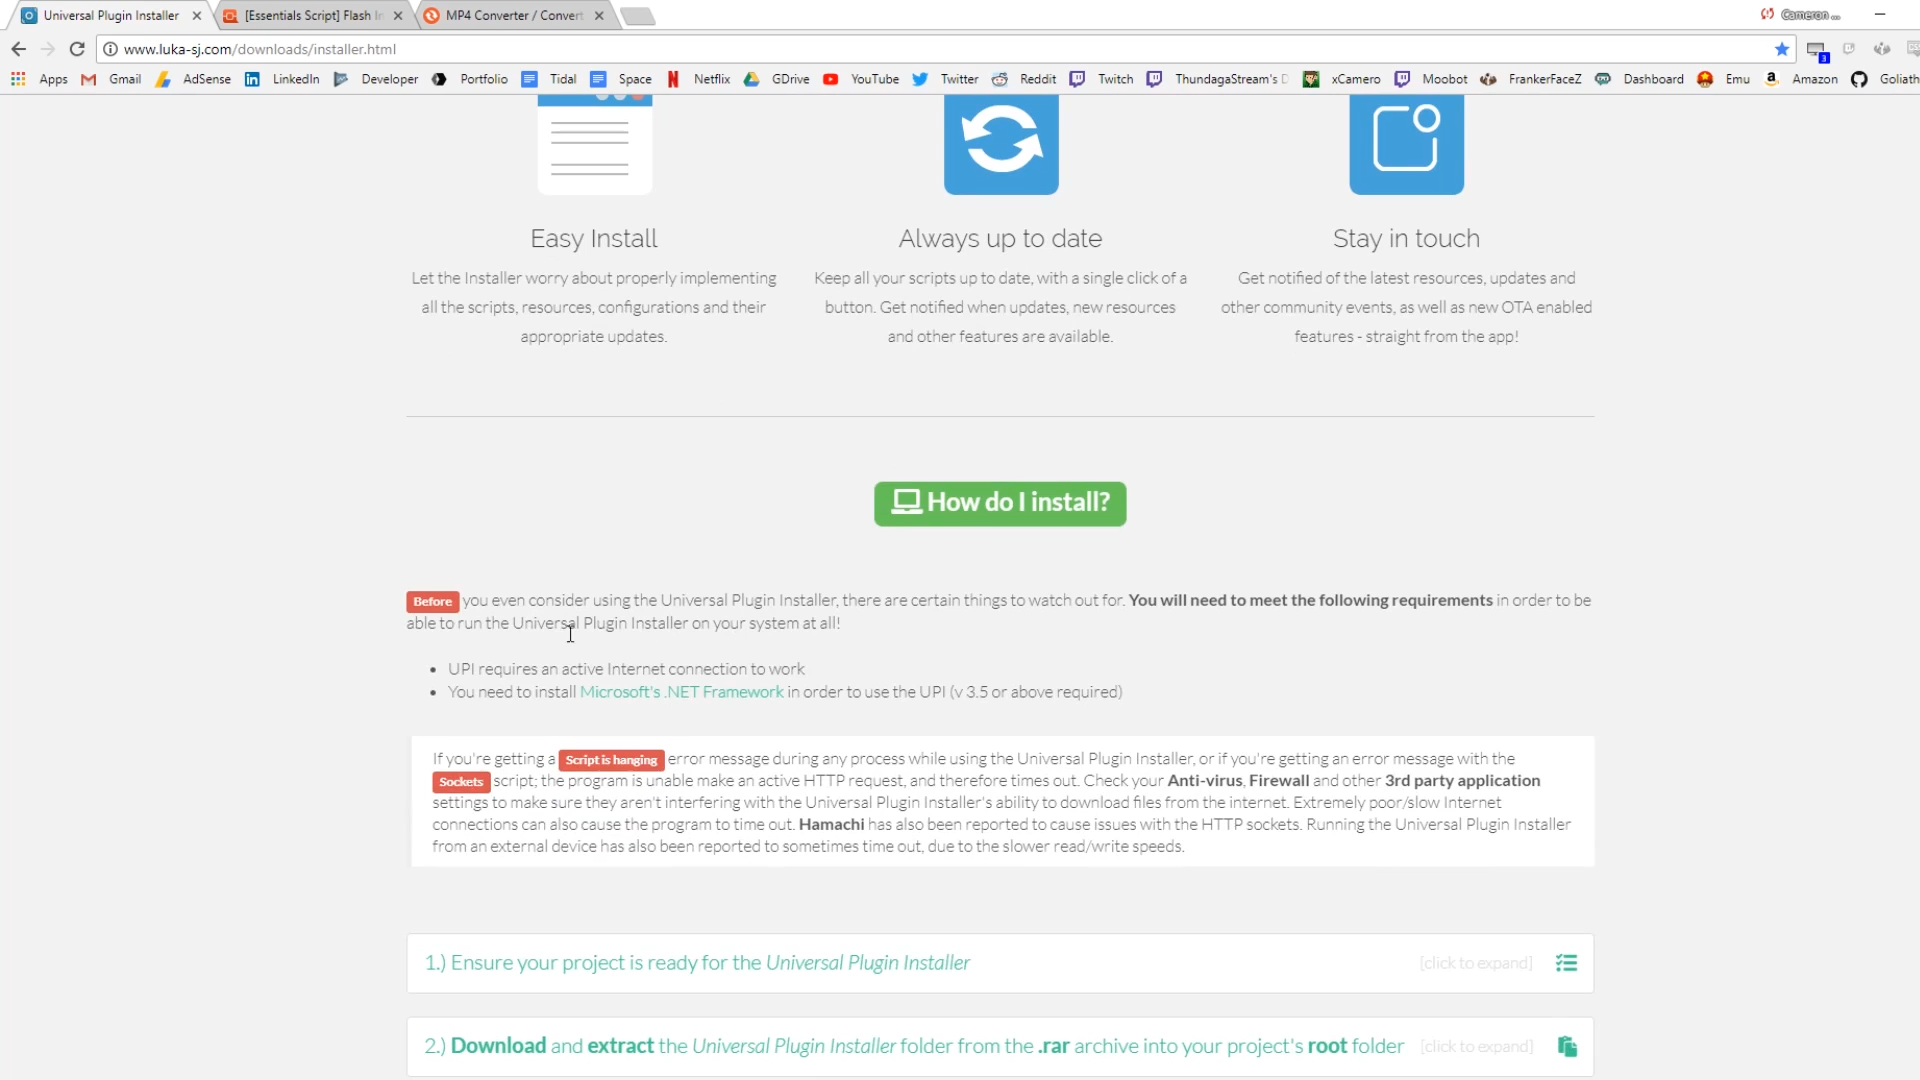 Universal Plugin Installer
[Essentials Script] Flash
MP4 Converter / Convert
Cameron ...
www.luka-sj.com/downloads/installer.html
Apps Gmail AdSense LinkedIn Developer Portfolio Tidal Space Netflix GDrive YouTube Twitter Reddit Twitch ThundagaStream's xCamero Moobot FrankerFaceZ Dashboard Emu Amazon Goliath
Easy Install
Let the Installer worry about properly implementing
all the scripts, resources, configurations and their
appropriate updates.
Always up to date
Keep all your scripts up to date, with a single click of a
button. Get notified when updates, new resources
and other features are available.
Stay in touch
Get notified of the latest resources, updates and
other community events, as well as new OTA enabled
features - straight from the app!
How do I install?
Before you even consider using the Universal Plugin Installer, there are certain things to watch out for. You will need to meet the following requirements in order to be
able to run the Universal Plugin Installer on your system at all!
• UPI requires an active Internet connection to work
• You need to install Microsoft's .NET Framework in order to use the UPI (v 3.5 or above required)
If you're getting a Script is hanging error message during any process while using the Universal Plugin Installer, or if you're getting an error message with the
Sockets script; the program is unable make an active HTTP request, and therefore times out. Check your Anti-virus, Firewall and other 3rd party application
settings to make sure they aren't interfering with the Universal Plugin Installer's ability to download files from the internet. Extremely poor/slow Internet
connections can also cause the program to time out. Hamachi has also been reported to cause issues with the HTTP sockets. Running the Universal Plugin Installer
from an external device has also been reported to sometimes time out, due to the slower read/write speeds.
1.) Ensure your project is ready for the Universal Plugin Installer [click to expand]
2.) Download and extract the Universal Plugin Installer folder from the .rar archive into your project's root folder [click to expand]